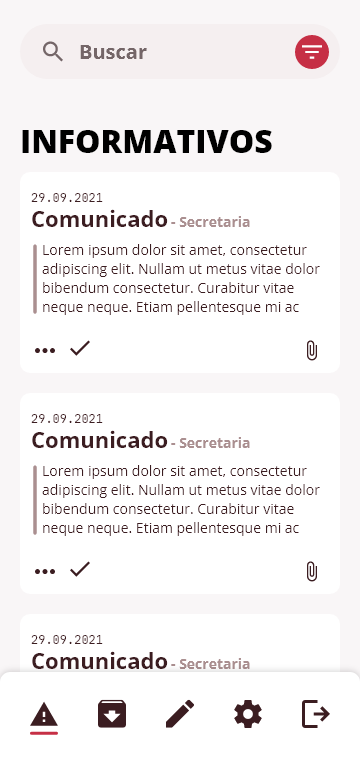 Buscar
INFORMATIVOS
29.09.2021
Comunicado - Secretaria
Lorem ipsum dolor sit amet, consectetur
adipiscing elit. Nullam ut metus vitae dolor
bibendum consectetur. Curabitur vitae
neque neque. Etiam pellentesque mi ac
29.09.2021
Comunicado - Secretaria
Lorem ipsum dolor sit amet, consectetur
adipiscing elit. Nullam ut metus vitae dolor
bibendum consectetur. Curabitur vitae
neque neque. Etiam pellentesque mi ac
29.09.2021
Comunicado - Secretaria